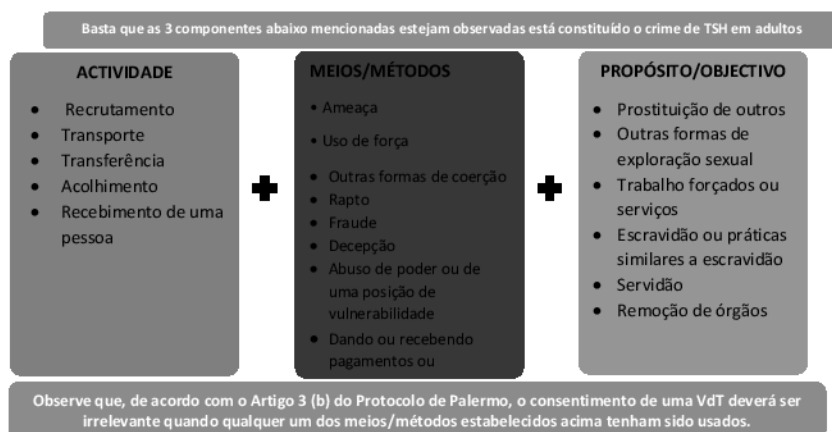 Basta que as 3 componentes abaixo mencionadas estejam observadas está constituído o crime de TSH em adultos
ACTIVIDADE
• Recrutamento
• Transporte
• Transferência
• Acolhimento
• Recebimento de uma
pessoa
MEIOS/MÉTODOS
• Ameaça
• Uso de força
• Outras formas de coerção
• Rapto
• Fraude
• Decepção
• Abuso de poder ou de
uma posição de
vulnerabilidade
• Dando ou recebendo
pagamentos ou
PROPÓSITO/OBJECTIVO
• Prostituição de outros
• Outras formas de
exploração sexual
• Trabalho forçados ou
serviços
• Escravidão ou práticas
similares a escravidão
• Servidão
• Remoção de órgãos
Observe que, de acordo com o Artigo 3 (b) do Protocolo de Palermo, o consentimento de uma VdT deverá ser
irrelevante quando qualquer um dos meios/métodos estabelecidos acima tenham sido usados.